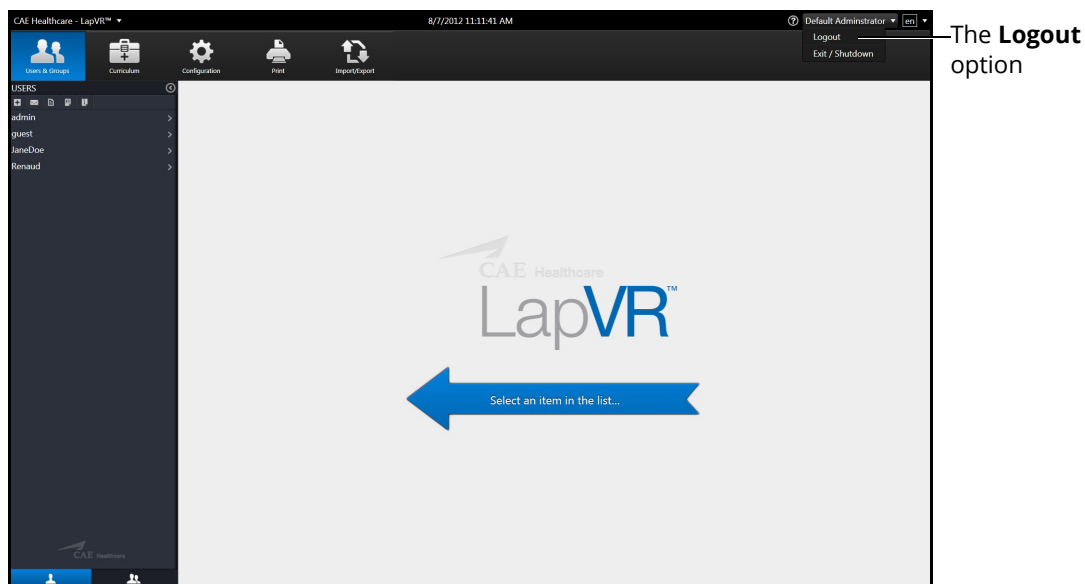 CAE Healthcare - LapVR™
8/7/2012 11:11:41 AM
Default Adminstrator
en
Logout
Exit / Shutdown
The Logout
option
Users & Groups
Curriculum
Configuration
Print
Import/Export
USERS
admin
guest
JaneDoe
Renaud
CAE Healthcare
LapVR™
Select an item in the list...
CAE Healthcare